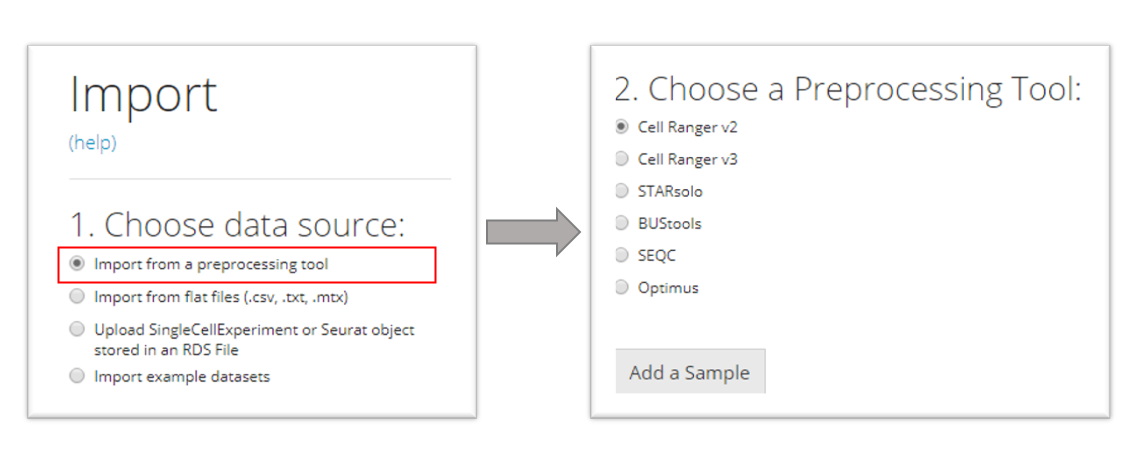 Import
(help)
1. Choose data source:
Import from a preprocessing tool
Import from flat files (.csv, .txt, .mtx)
Upload SingleCellExperiment or Seurat object
stored in an RDS File
Import example datasets
2. Choose a Preprocessing Tool:
Cell Ranger v2
Cell Ranger v3
STARsolo
BUStools
SEQC
Optimus
Add a Sample